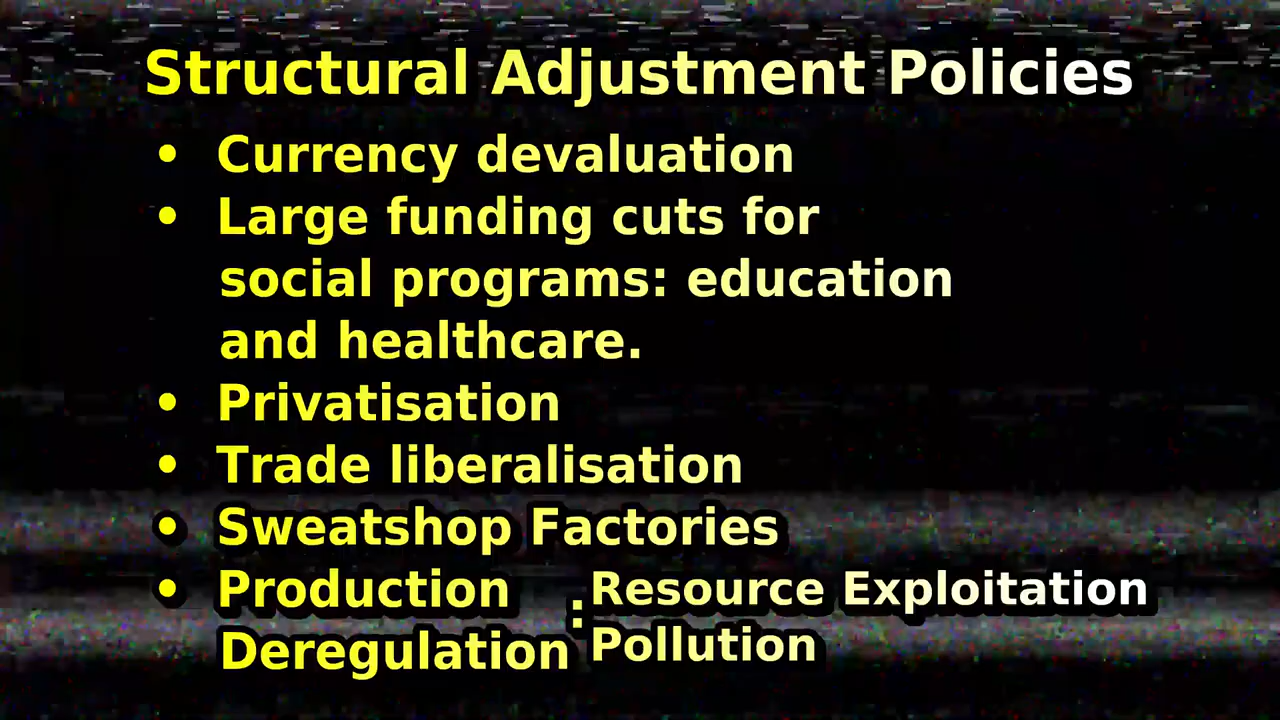 Structural Adjustment Policies
• Currency devaluation
• Large funding cuts for
social programs: education
and healthcare.
• Privatisation
• Trade liberalisation
• Sweatshop Factories
• Production
Deregulation : Resource Exploitation
Pollution